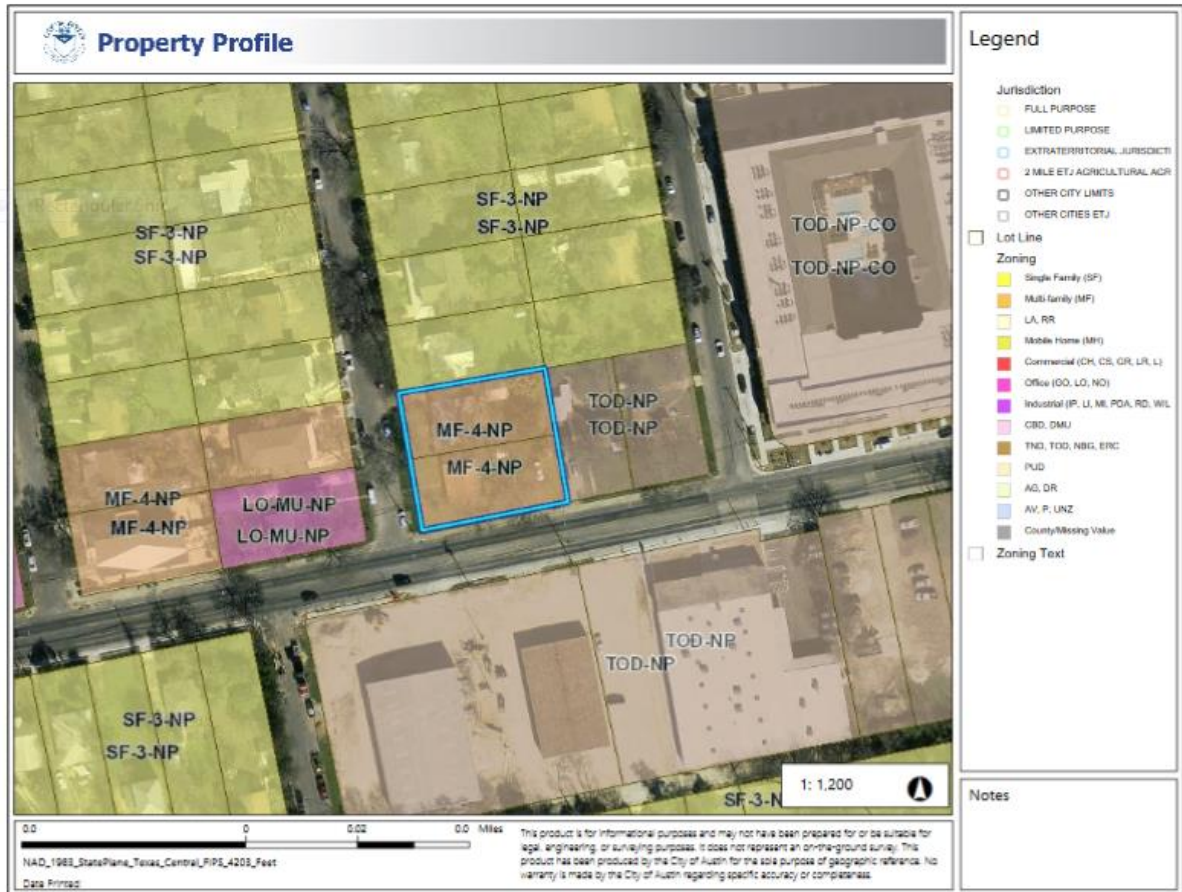 Property Profile
SF-3-NP
SF-3-NP
SF-3-NP
SF-3-NP
TOD-NP-CO
TOD-NP-CO
TOD-NP
TOD-NP
MF-4-NP
MF-4-NP
MF-4-NP
MF-4-NP
LO-MU-NP
LO-MU-NP
TOD-NP
TOD-NP
SF-3-NP
SF-3-NP
SF-3-N
1: 1,200
Legend
Jurisdiction
FULL PURPOSE
LIMITED PURPOSE
EXTRATERRITORIAL JURISDICTI
2 MILE ETJ AGRICULTURAL AGR
OTHER CITY LIMITS
OTHER CITIES ETJ
Lot Line
Zoning
Single Family (SF)
Multi-family (MF)
LA, RR
Mobile Home (MH)
Commercial (CH, CS, GR, LR, L)
Office (GO, LO, NO)
Industrial (IP, LI, MI, PDA, RD, W/L
CBD, DMU
TND, TOD, NBG, ERC
PUD
AG, DR
AV, P, UNZ
County/Missing Value
Zoning Text
Notes
0.0 0 0.02 0.0 Miles
NAD_1983_StatePlane_Texas_Central_FIPS_4203_Feet
Date Printed:
This product is for informational purposes and may not have been prepared for or be suitable for
legal, engineering, or surveying purposes. It does not represent an on-the-ground survey. This
product has been produced by the City of Austin for the sole purpose of geographic reference. No
warranty is made by the City of Austin regarding specific accuracy or completeness.